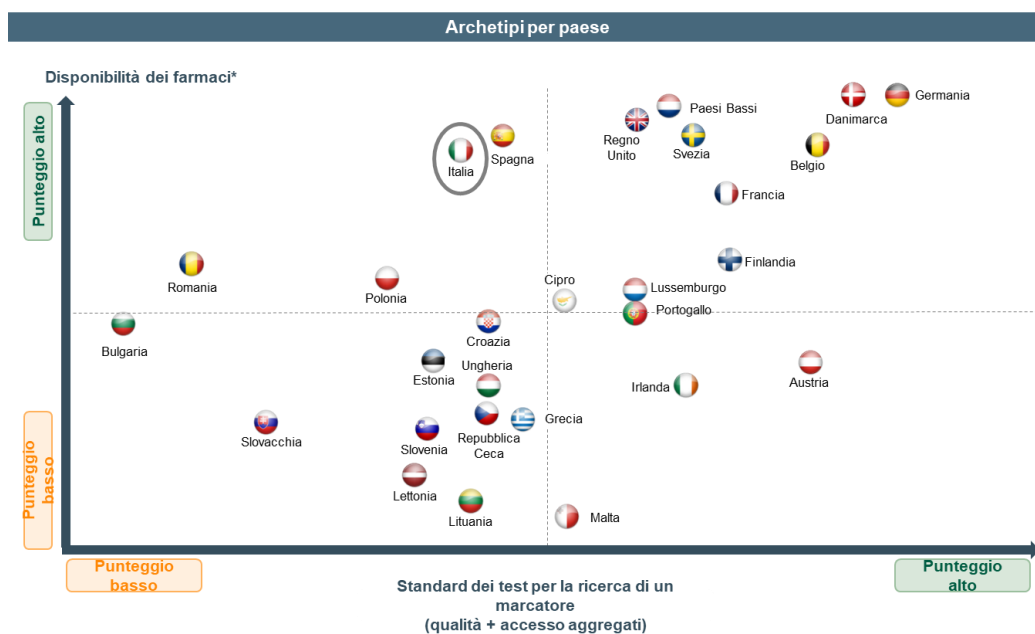 Archetipi per paese
Disponibilità dei farmaci*
Punteggio alto
Germania
Paesi Bassi
Danimarca
Regno
Unito
Svezia
Spagna
Italia
Belgio
Francia
Finlandia
Romania
Polonia
Cipro
Lussemburgo
Portogallo
Bulgaria
Croazia
Estonia
Ungheria
Irlanda
Austria
Slovacchia
Slovenia
Repubblica
Ceca
Grecia
Lettonia
Lituania
Malta
Punteggio
basso
Punteggio
basso
Punteggio
alto
Standard dei test per la ricerca di un
marcatore
(qualità + accesso aggregati)